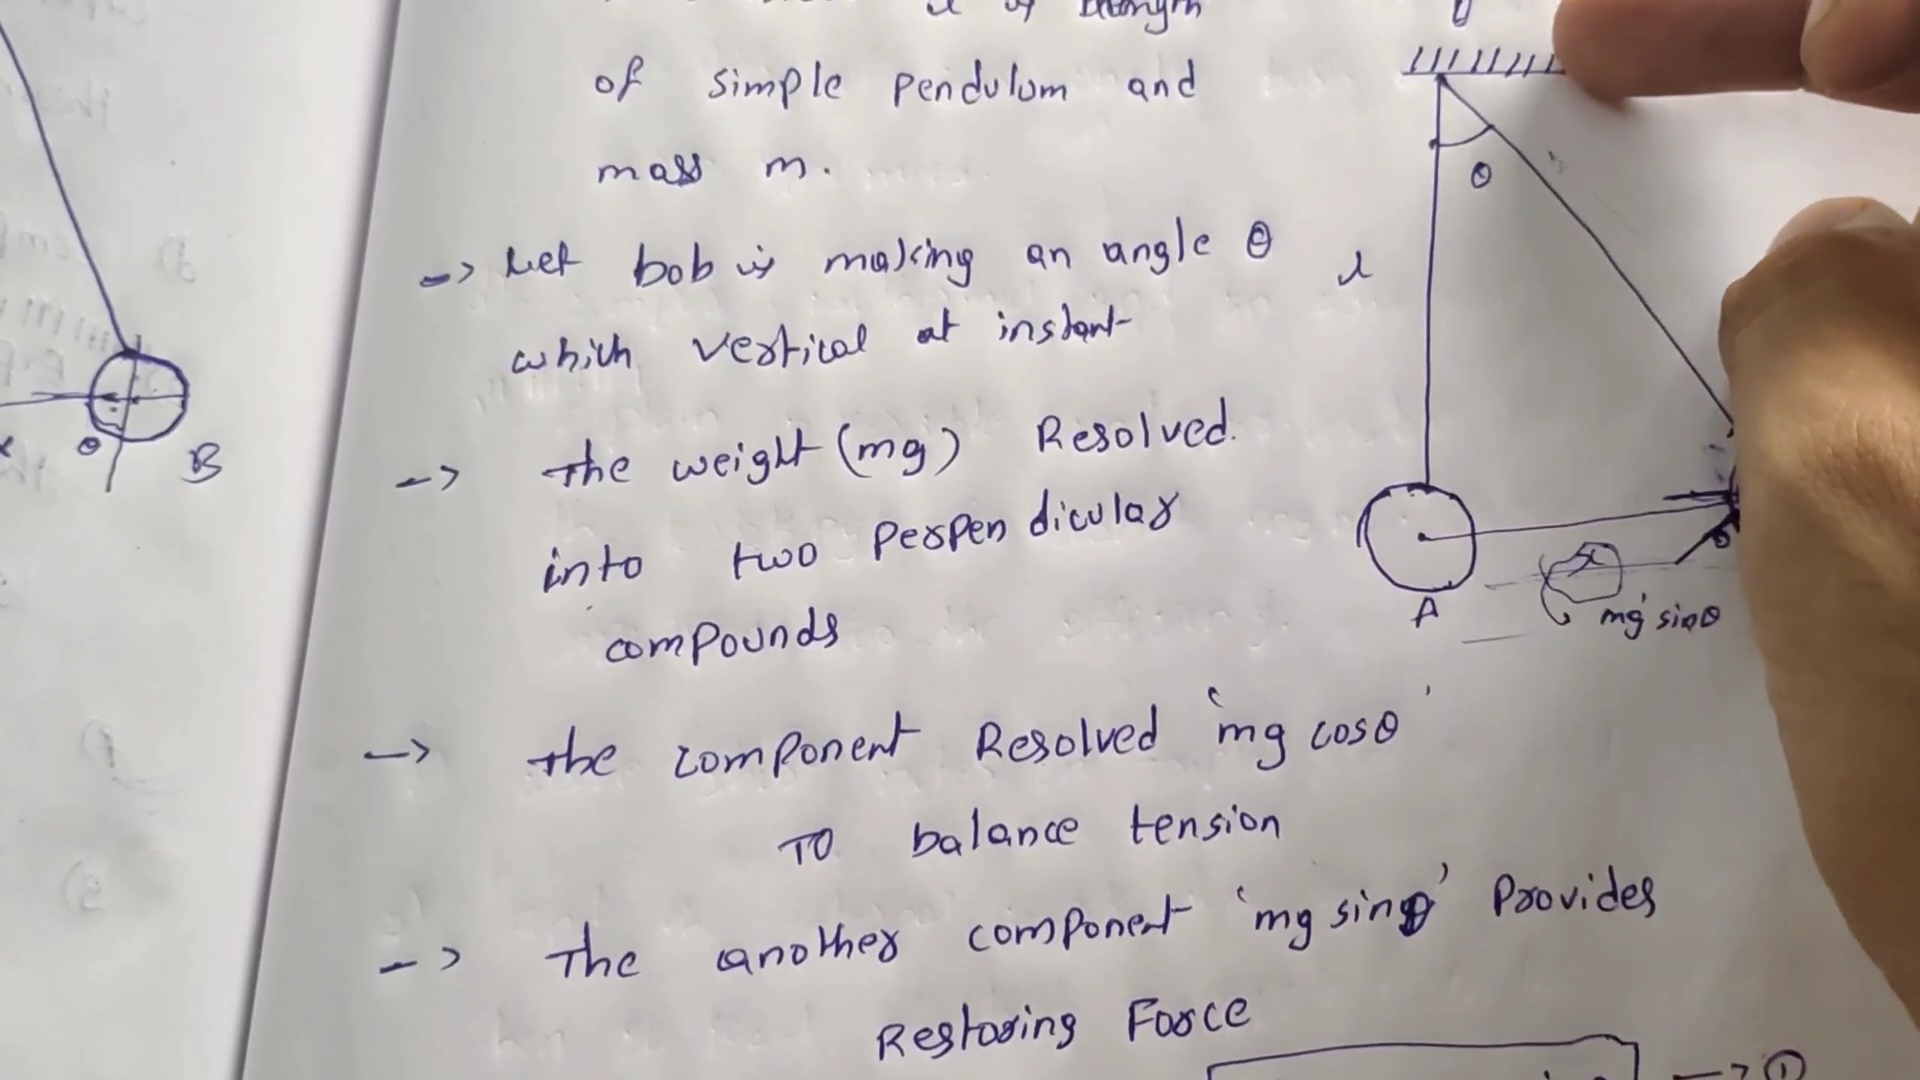 of simple pendulum and
mass m.
-> Let bob is making an angle θ
which vertical at instant
-> the weight (mg) Resolved.
into two perpendicular
compounds
-> the component Resolved 'mg cosθ'
To balance tension
-> The another component 'mg sinθ' Provides
Restoring Force
-> ①
θ
l
A
x
mg sinθ
θ
B